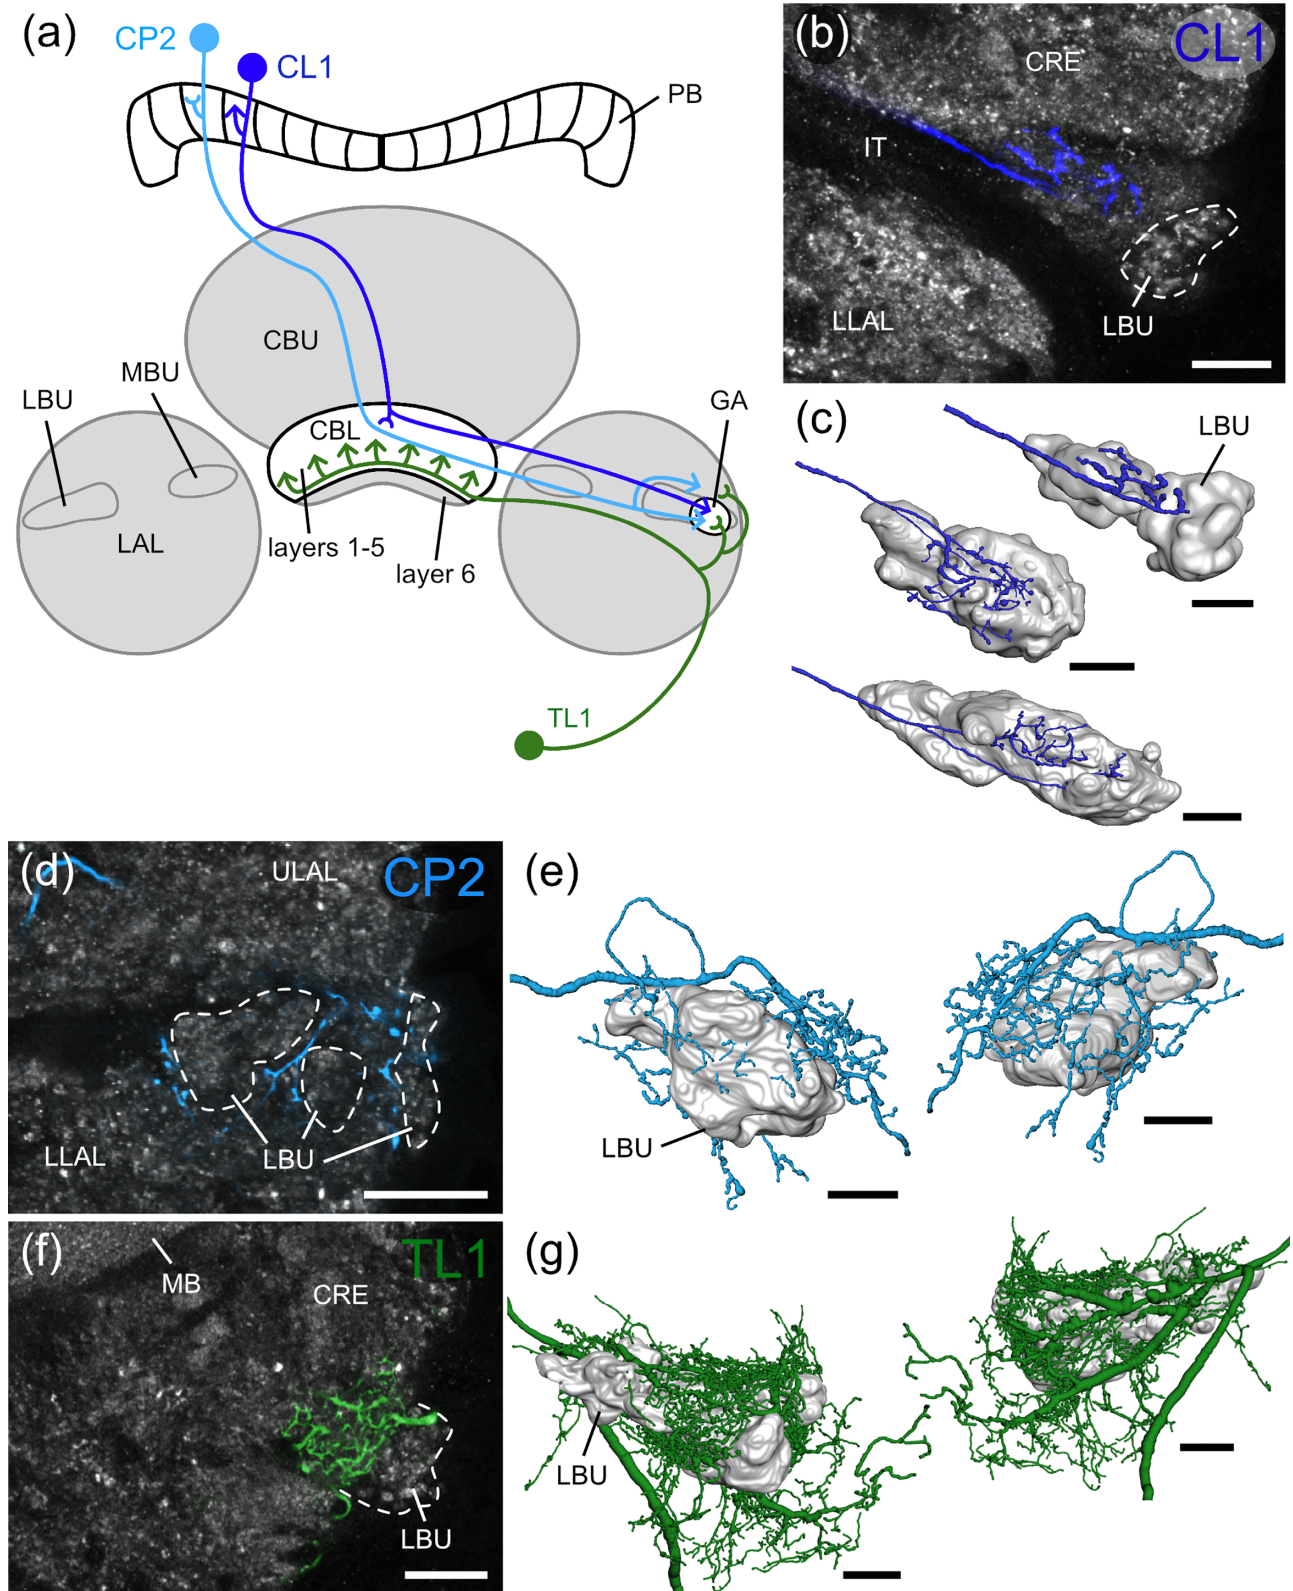 (a)
CP2
CL1
PB
CBU
MBU
LBU
GA
CBL
LAL
layers 1-5
layer 6
TL1
(b)
CL1
CRE
IT
LLAL
LBU
(c)
LBU
(d)
ULAL
CP2
LLAL
LBU
(e)
LBU
(f)
TL1
MB
CRE
LBU
(g)
LBU